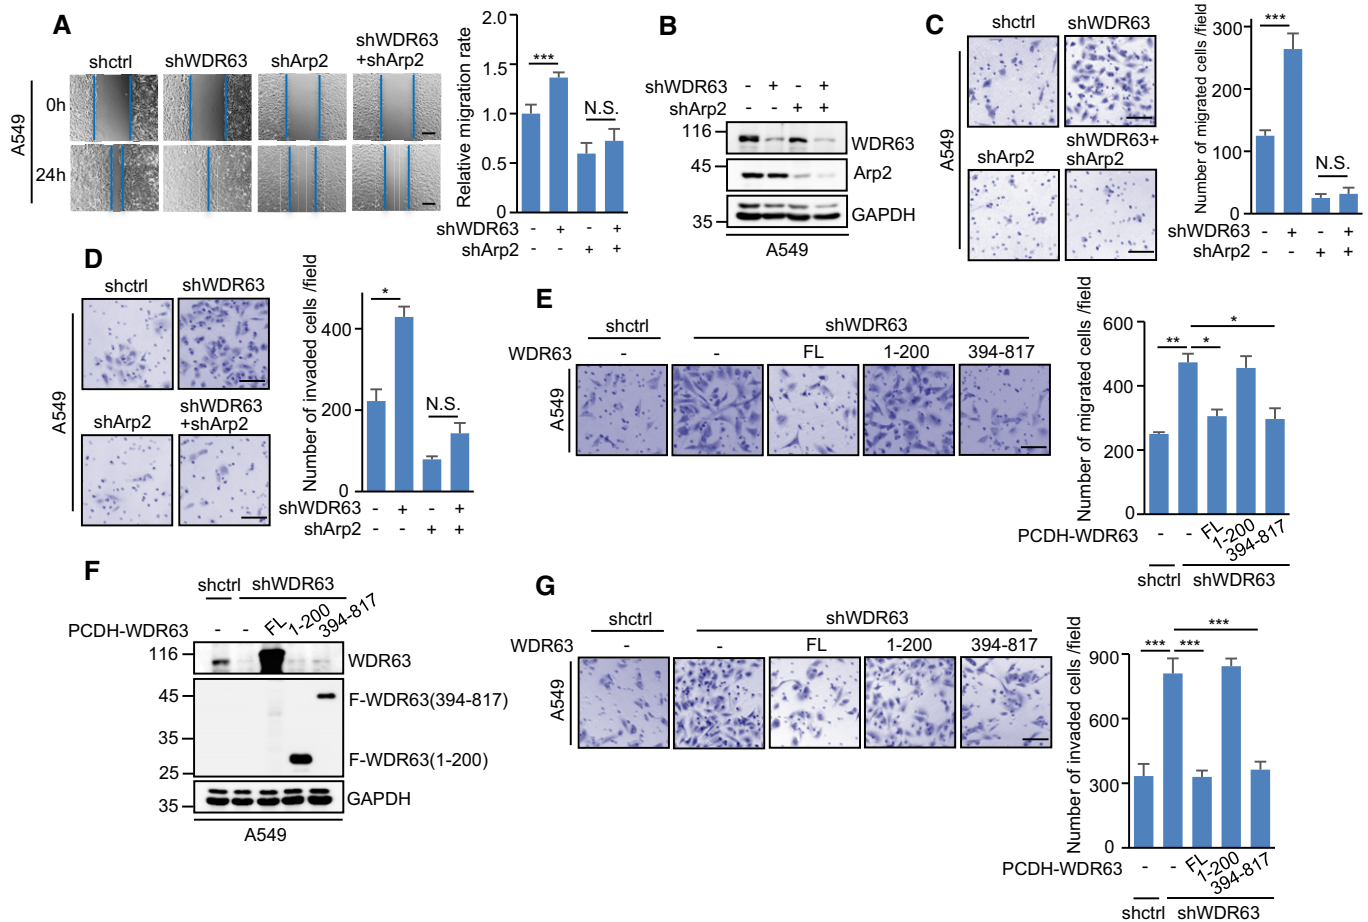 A
shctrl
shWDR63
shArp2
shWDR63
+shArp2
A549
0h
24h
Relative migration rate
2.0
1.5
1.0
0.5
0
***
N.S.
shWDR63 - + - +
shArp2 - - + +
B
shWDR63 - + - +
shArp2 - - + +
116
WDR63
45
Arp2
35
GAPDH
A549
C
shctrl
shWDR63
A549
shArp2
shWDR63+
shArp2
Number of migrated cells /field
300
200
100
0
***
N.S.
shWDR63 - + - +
shArp2 - - + +
D
shctrl
shWDR63
A549
shArp2
shWDR63
+shArp2
Number of invaded cells /field
400
200
0
*
N.S.
shWDR63 - + - +
shArp2 - - + +
E
shctrl
shWDR63
WDR63 - - FL 1-200 394-817
A549
Number of migrated cells /field
600
400
200
0
**
*
*
PCDH-WDR63 - - FL 1-200 394-817
shctrl shWDR63
F
shctrl shWDR63
PCDH-WDR63 - - FL 1-200 394-817
116
WDR63
45
F-WDR63(394-817)
35
F-WDR63(1-200)
25
35
GAPDH
A549
G
shctrl
shWDR63
WDR63 - - FL 1-200 394-817
A549
Number of invaded cells /field
900
600
300
0
***
***
***
PCDH-WDR63 - - FL 1-200 394-817
shctrl shWDR63